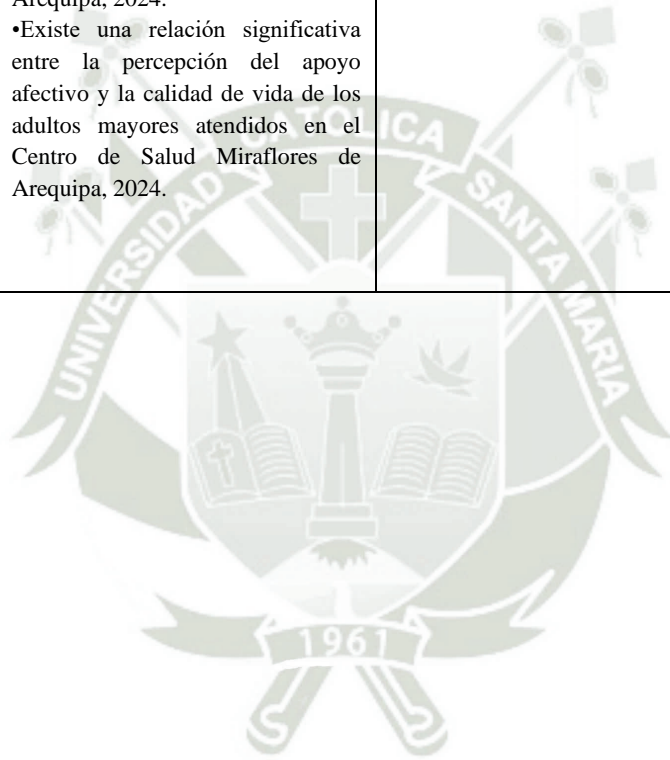 Arequipa, 2024.
•Existe una relación significativa
entre la percepción del apoyo
afectivo y la calidad de vida de los
adultos mayores atendidos en el
Centro de Salud Miraflores de
Arequipa, 2024.
UNIVERSIDAD CATOLICA SANTA MARIA
1961